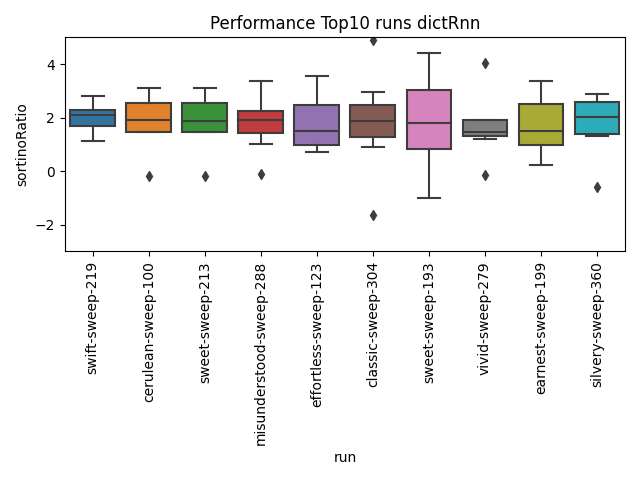 Performance Top10 runs dictRnn
sortinoRatio
4
2
0
−2
swift-sweep-219
cerulean-sweep-100
sweet-sweep-213
misunderstood-sweep-288
effortless-sweep-123
classic-sweep-304
sweet-sweep-193
vivid-sweep-279
earnest-sweep-199
silvery-sweep-360
run